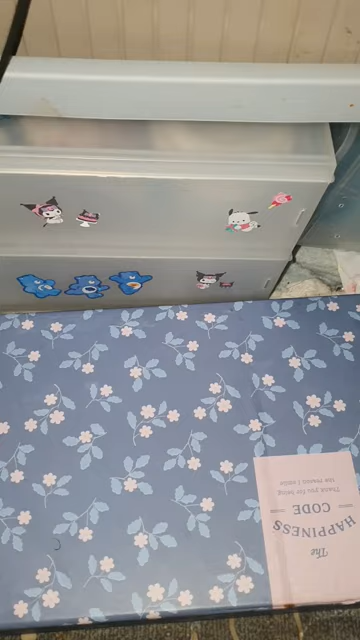 The
HAPPINESS
CODE
Thank you for being
the reason I smile